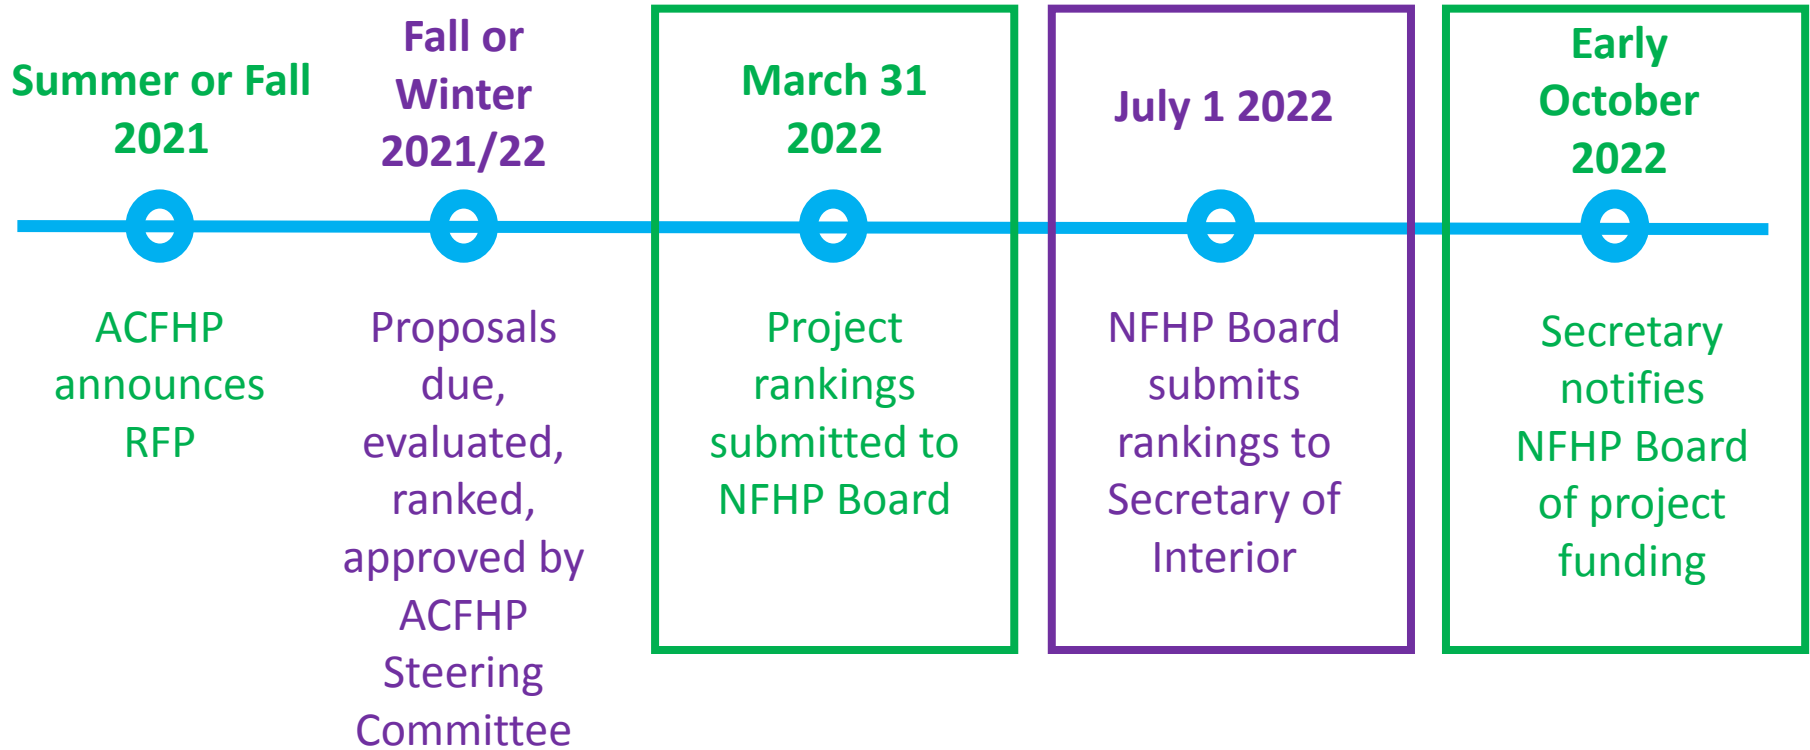 Summer or Fall
2021
ACFHP
announces
RFP
Fall or
Winter
2021/22
Proposals
due,
evaluated,
ranked,
approved by
ACFHP
Steering
Committee
March 31
2022
Project
rankings
submitted to
NFHP Board
July 1 2022
NFHP Board
submits
rankings to
Secretary of
Interior
Early
October
2022
Secretary
notifies
NFHP Board
of project
funding